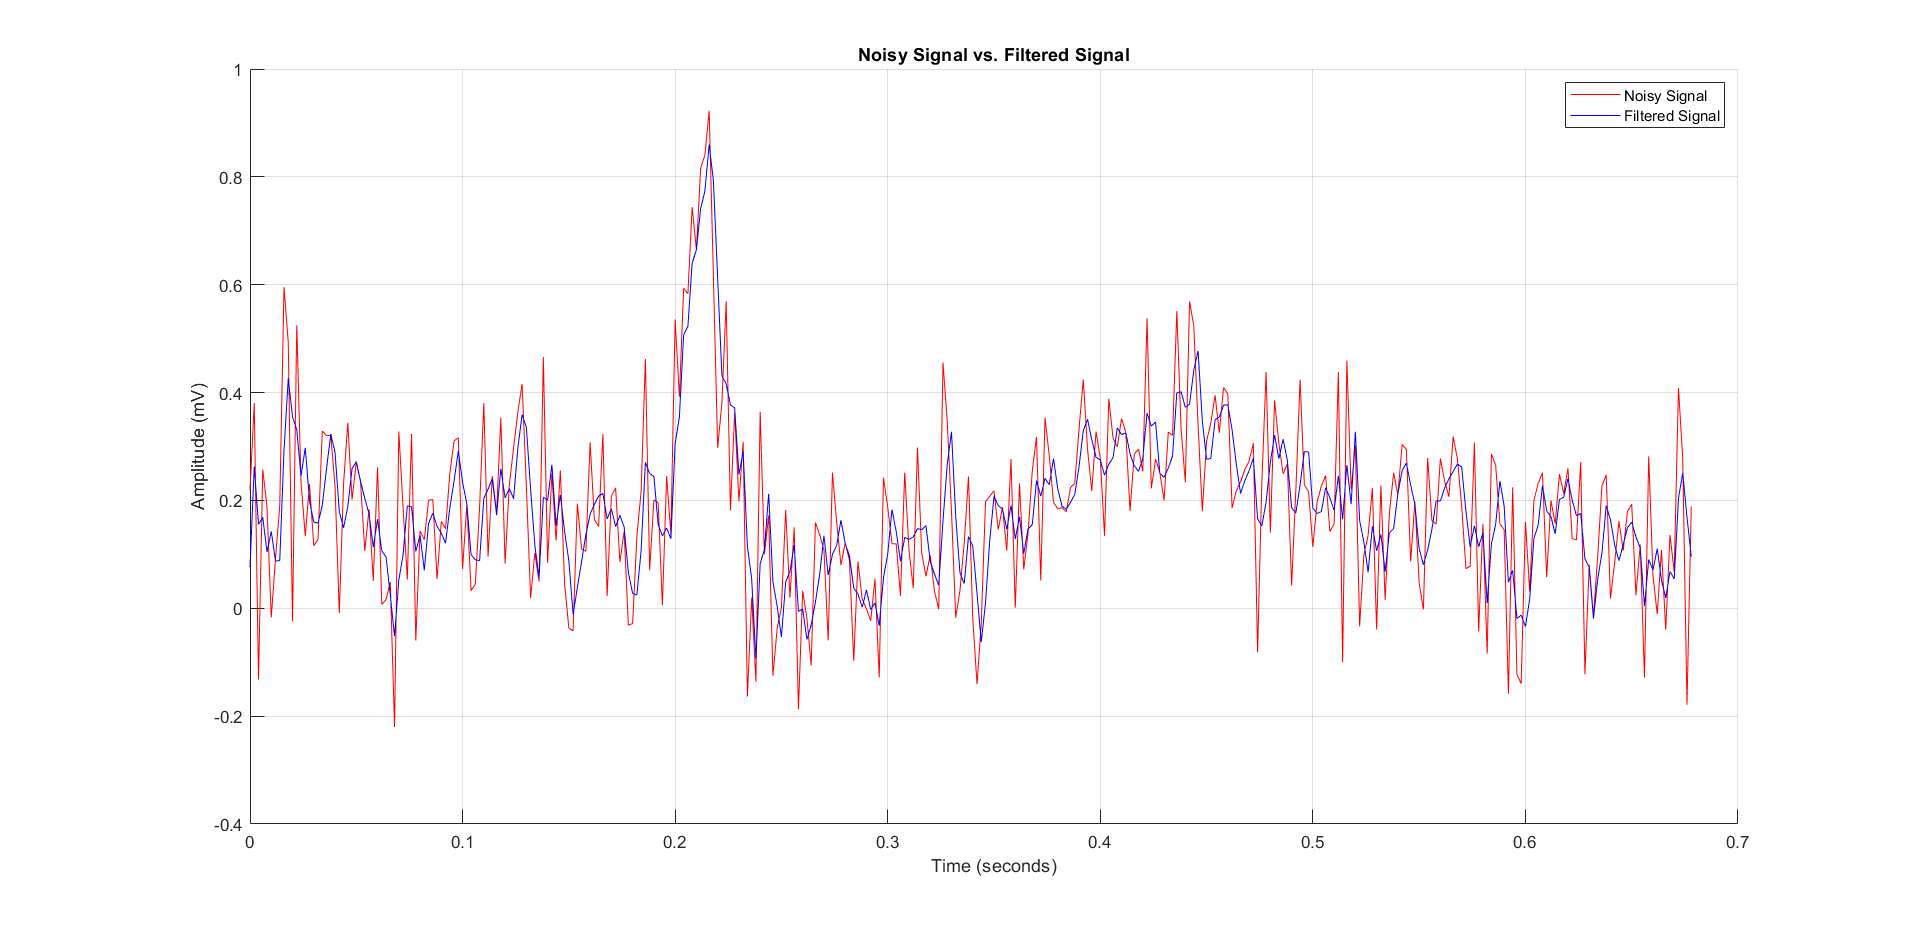 Noisy Signal vs. Filtered Signal
Noisy Signal
Filtered Signal
1
0.8
0.6
0.4
0.2
0
-0.2
-0.4
Amplitude (mV)
0 0.1 0.2 0.3 0.4 0.5 0.6 0.7
Time (seconds)